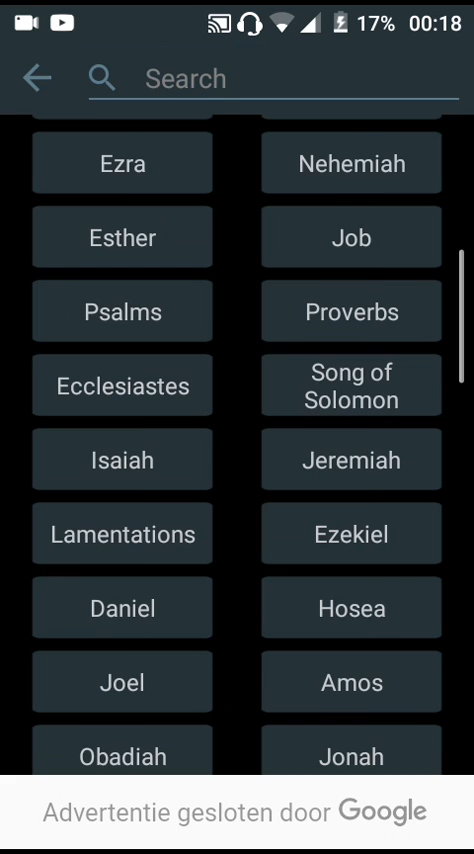 17% 00:18
Search
Ezra Nehemiah
Esther Job
Psalms Proverbs
Ecclesiastes Song of
Solomon
Isaiah Jeremiah
Lamentations Ezekiel
Daniel Hosea
Joel Amos
Obadiah Jonah
Advertentie gesloten door Google